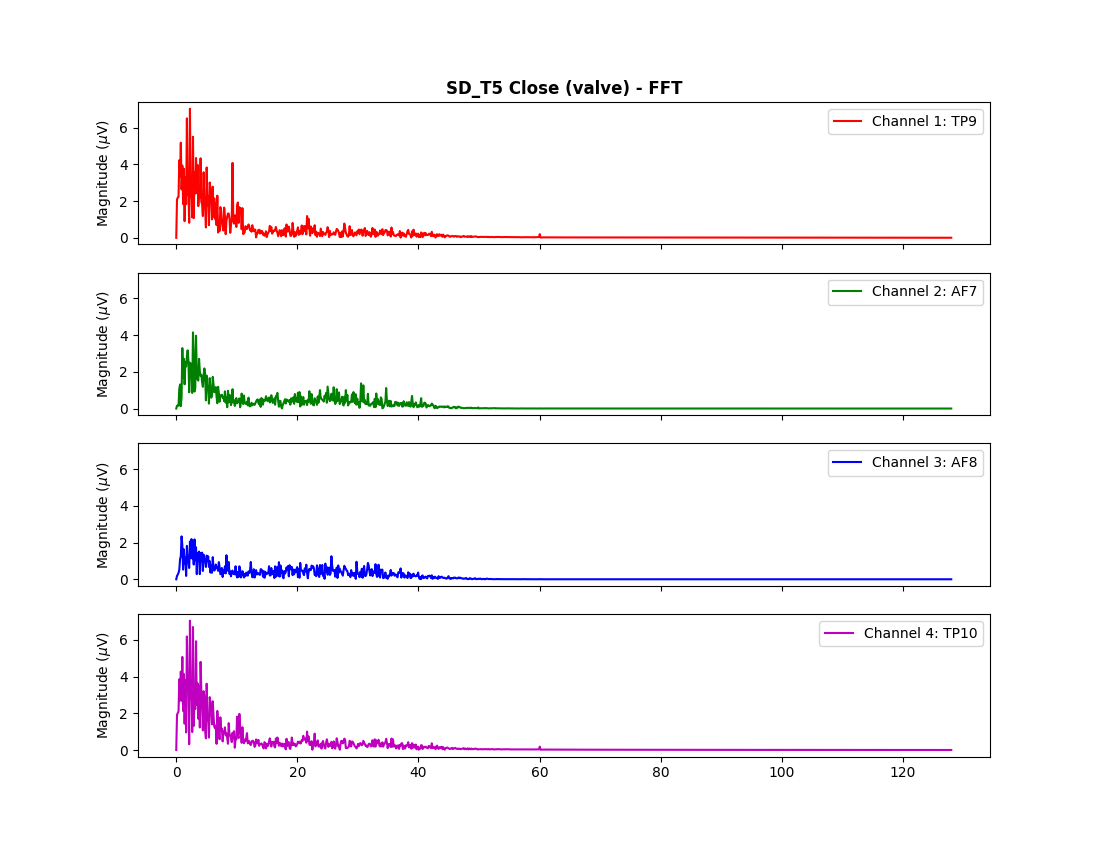 SD_T5 Close (valve) - FFT
Magnitude (μV)
6
4
2
0
Channel 1: TP9
Magnitude (μV)
6
4
2
0
Channel 2: AF7
Magnitude (μV)
6
4
2
0
Channel 3: AF8
Magnitude (μV)
6
4
2
0
Channel 4: TP10
0 20 40 60 80 100 120